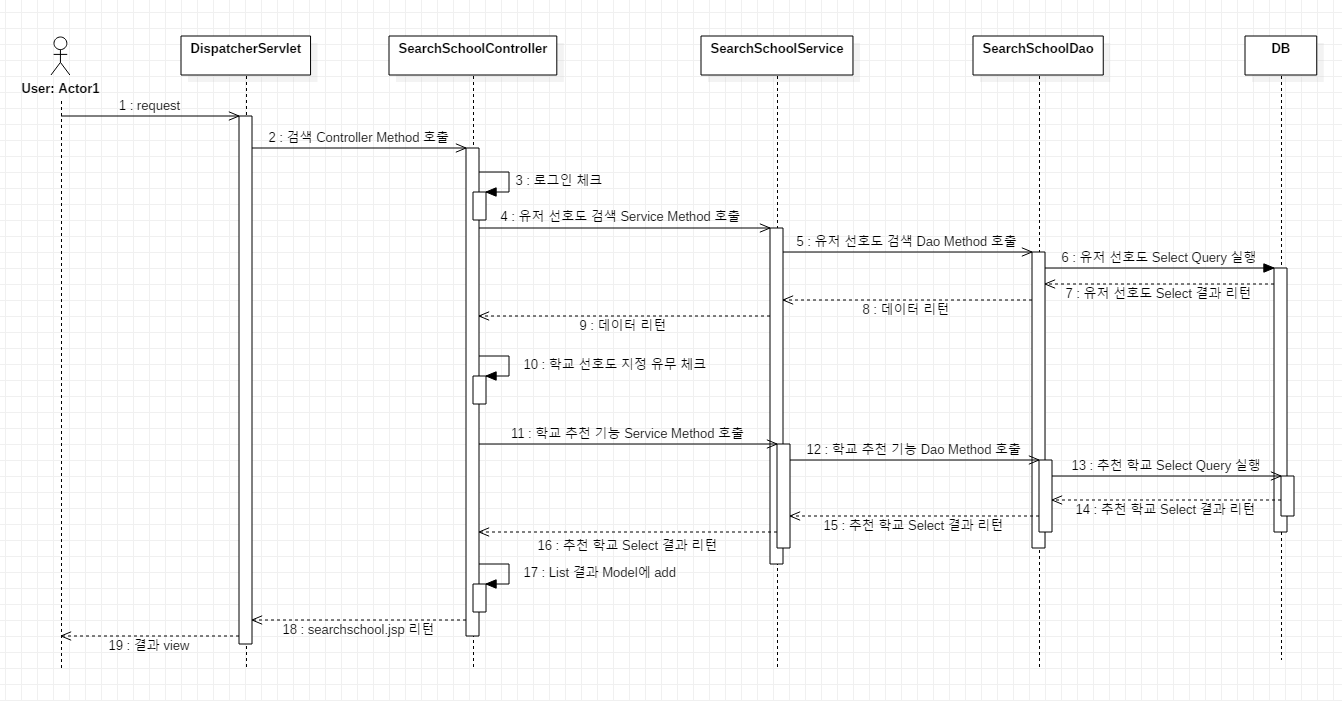 DispatcherServlet
SearchSchoolController
SearchSchoolService
SearchSchoolDao
DB
User: Actor1
1 : request
2 : 검색 Controller Method 호출
3 : 로그인 체크
4 : 유저 선호도 검색 Service Method 호출
5 : 유저 선호도 검색 Dao Method 호출
6 : 유저 선호도 Select Query 실행
7 : 유저 선호도 Select 결과 리턴
8 : 데이터 리턴
9 : 데이터 리턴
10 : 학교 선호도 지정 유무 체크
11 : 학교 추천 기능 Service Method 호출
12 : 학교 추천 기능 Dao Method 호출
13 : 추천 학교 Select Query 실행
14 : 추천 학교 Select 결과 리턴
15 : 추천 학교 Select 결과 리턴
16 : 추천 학교 Select 결과 리턴
17 : List 결과 Model에 add
18 : searchschool.jsp 리턴
19 : 결과 view